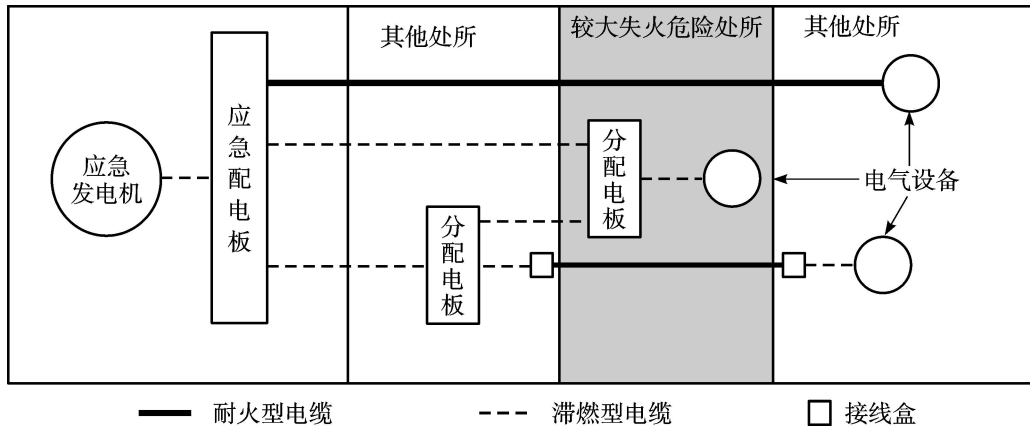 其他处所
较大失火危险处所
其他处所
应急
发电机
应急配电板
分配电板
分配电板
电气设备
耐火型电缆
滞燃型电缆
接线盒